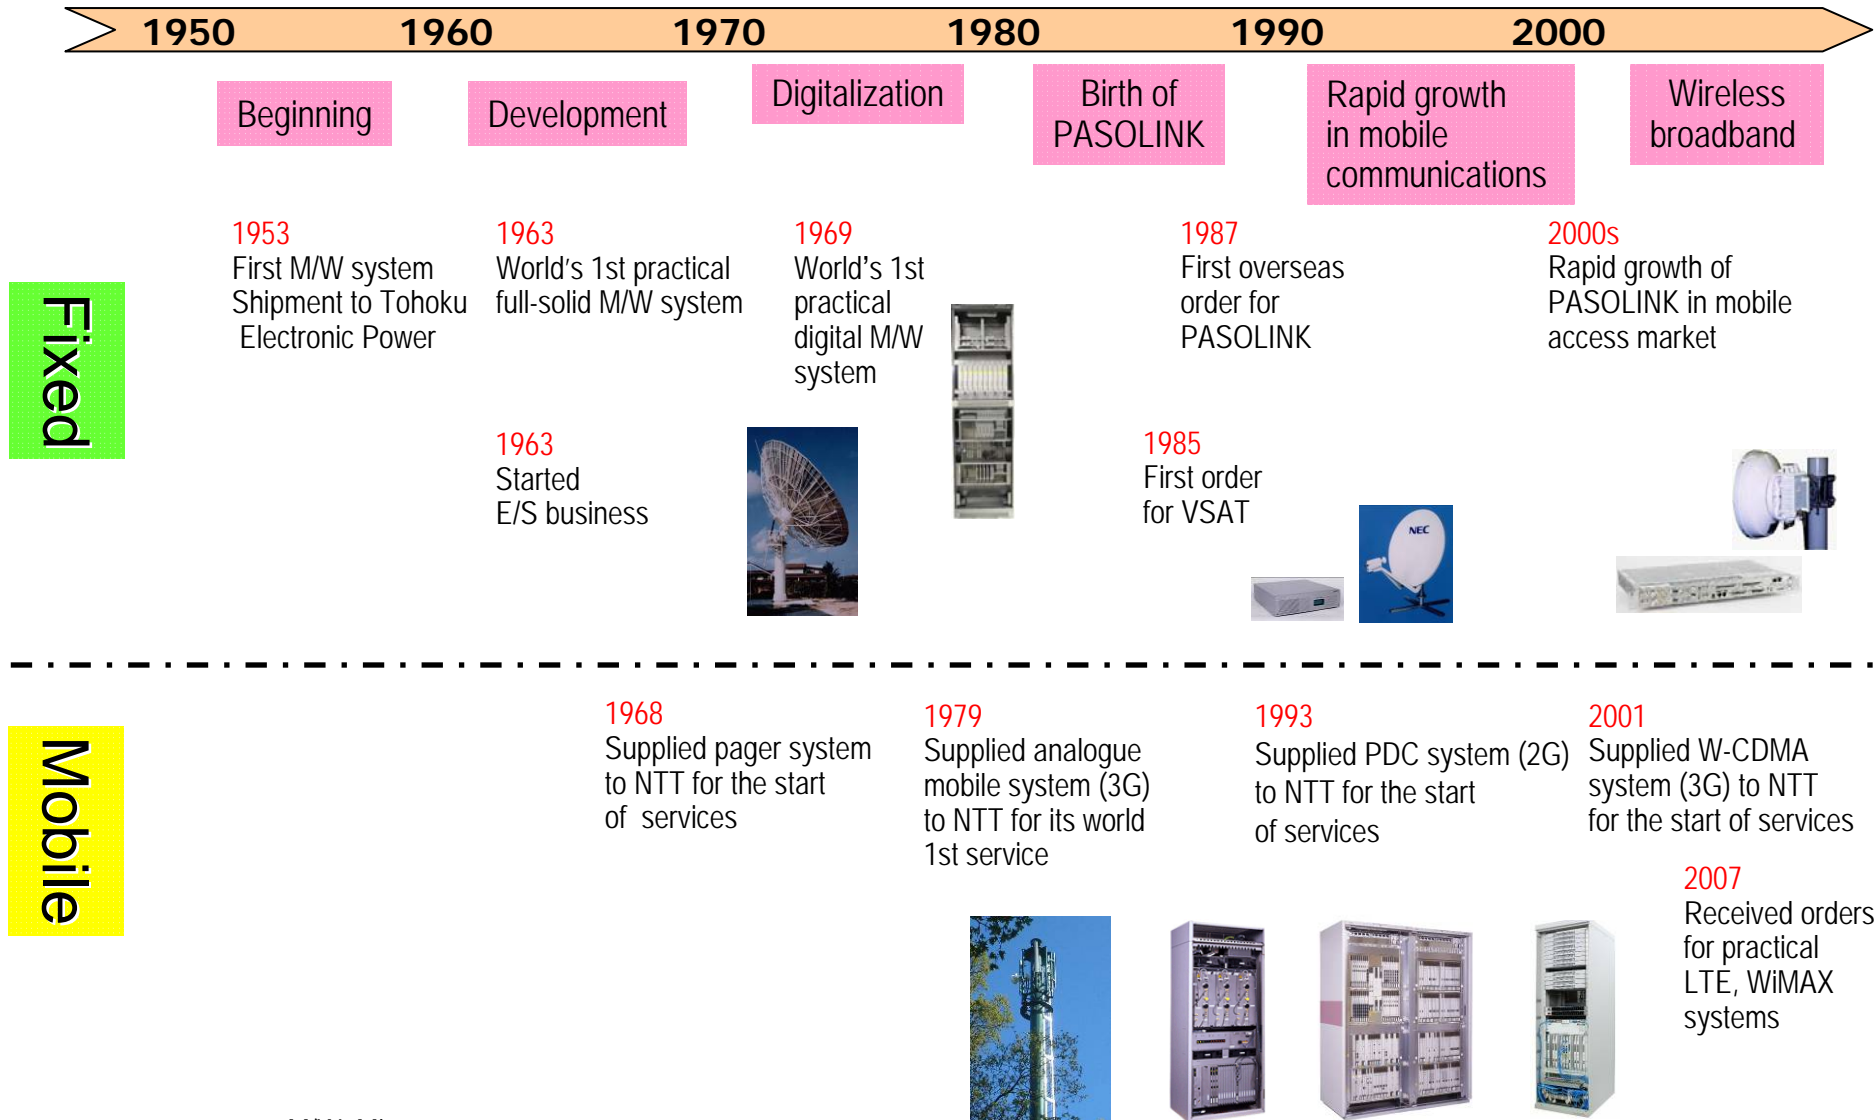 1950 1960 1970 1980 1990 2000
Beginning
Development
Digitalization
Birth of
PASOLINK
Rapid growth
in mobile
communications
Wireless
broadband
Fixed
1953
First M/W system
Shipment to Tohoku
Electronic Power
1963
World's 1st practical
full-solid M/W system
1969
World's 1st
practical
digital M/W
system
1987
First overseas
order for
PASOLINK
2000s
Rapid growth of
PASOLINK in mobile
access market
1963
Started
E/S business
1985
First order
for VSAT
NEC
Mobile
1968
Supplied pager system
to NTT for the start
of services
1979
Supplied analogue
mobile system (3G)
to NTT for its world
1st service
1993
Supplied PDC system (2G)
to NTT for the start
of services
2001
Supplied W-CDMA
system (3G) to NTT
for the start of services
2007
Received orders
for practical
LTE, WiMAX
systems